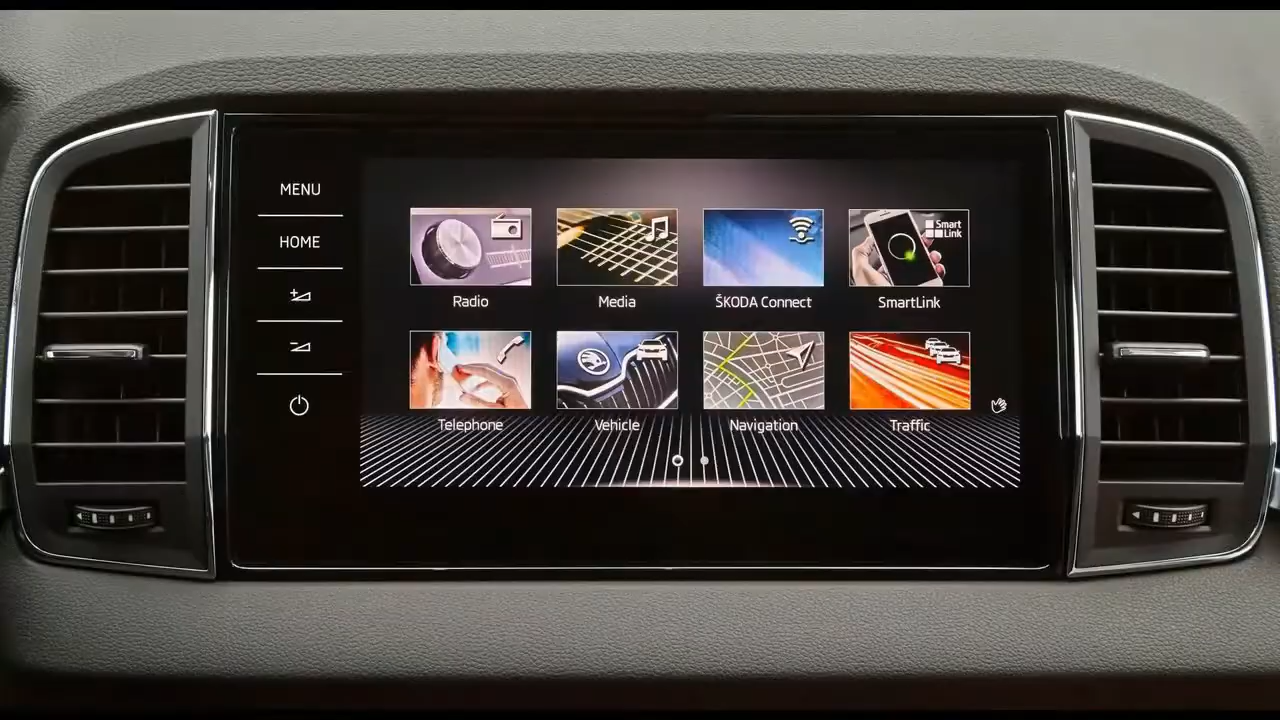 MENU
HOME
Smart
Link
Radio
Media
ŠKODA Connect
SmartLink
Telephone
Vehicle
Navigation
Traffic